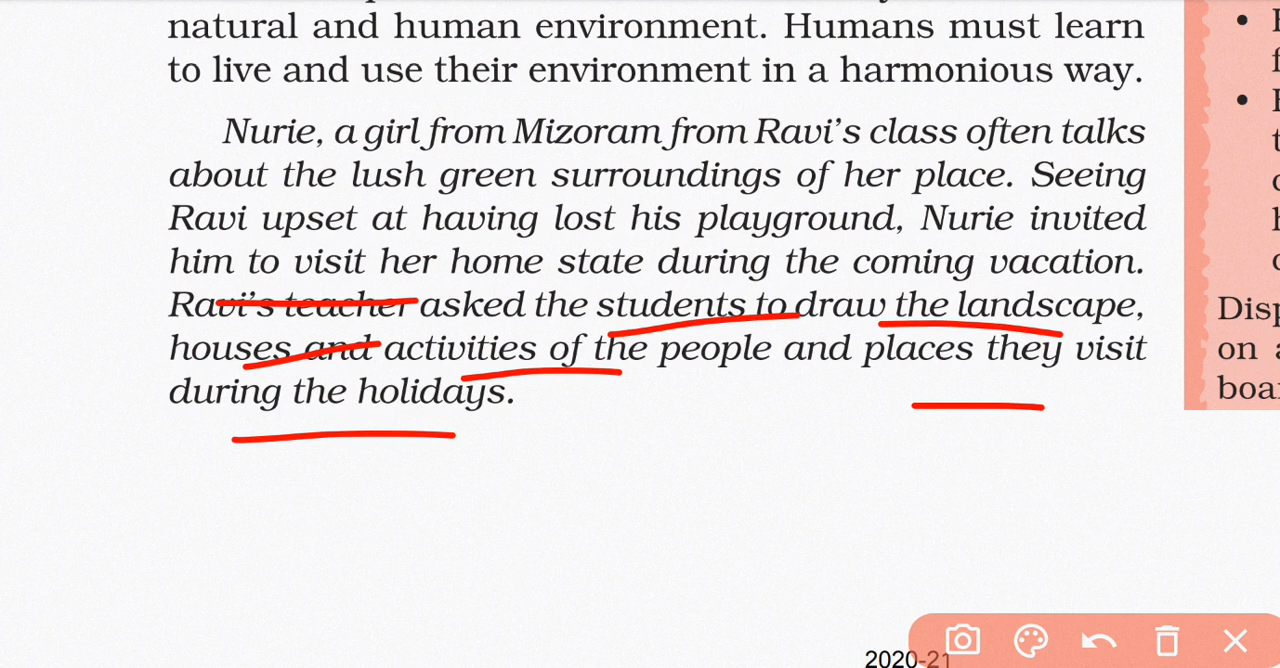 natural and human environment. Humans must learn
to live and use their environment in a harmonious way.
Nurie, a girl from Mizoram from Ravi's class often talks
about the lush green surroundings of her place. Seeing
Ravi upset at having lost his playground, Nurie invited
him to visit her home state during the coming vacation.
Ravi's teacher asked the students to draw the landscape,
houses and activities of the people and places they visit
during the holidays.
on
2020-21